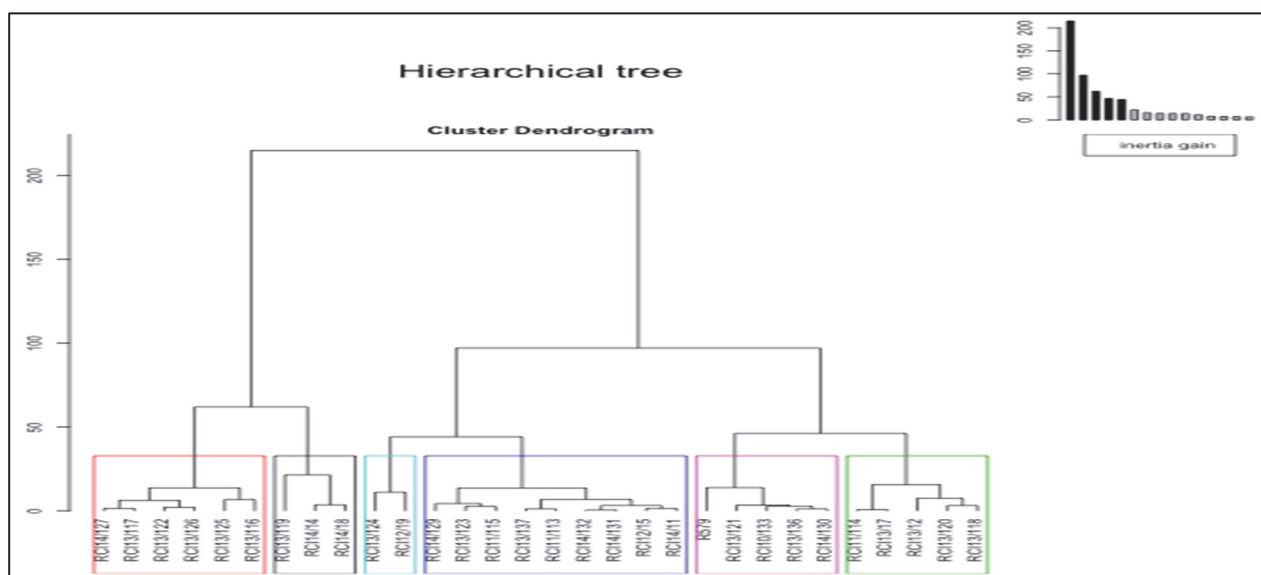 Hierarchical tree
Cluster Dendrogram
200
150
100
50
0
inertia gain
200
150
100
50
0
RCI14/127
RCI13/117
RCI13/122
RCI13/126
RCI13/125
RCI13/116
RCI13/119
RCI14/14
RCI14/18
RCI13/124
RCI12/19
RCI14/129
RCI13/123
RCI11/115
RCI13/137
RCI11/113
RCI14/132
RCI14/131
RCI12/15
RCI14/11
R579
RCI13/121
RCI10/133
RCI13/136
RCI14/130
RCI11/114
RCI13/17
RCI13/12
RCI13/120
RCI13/118